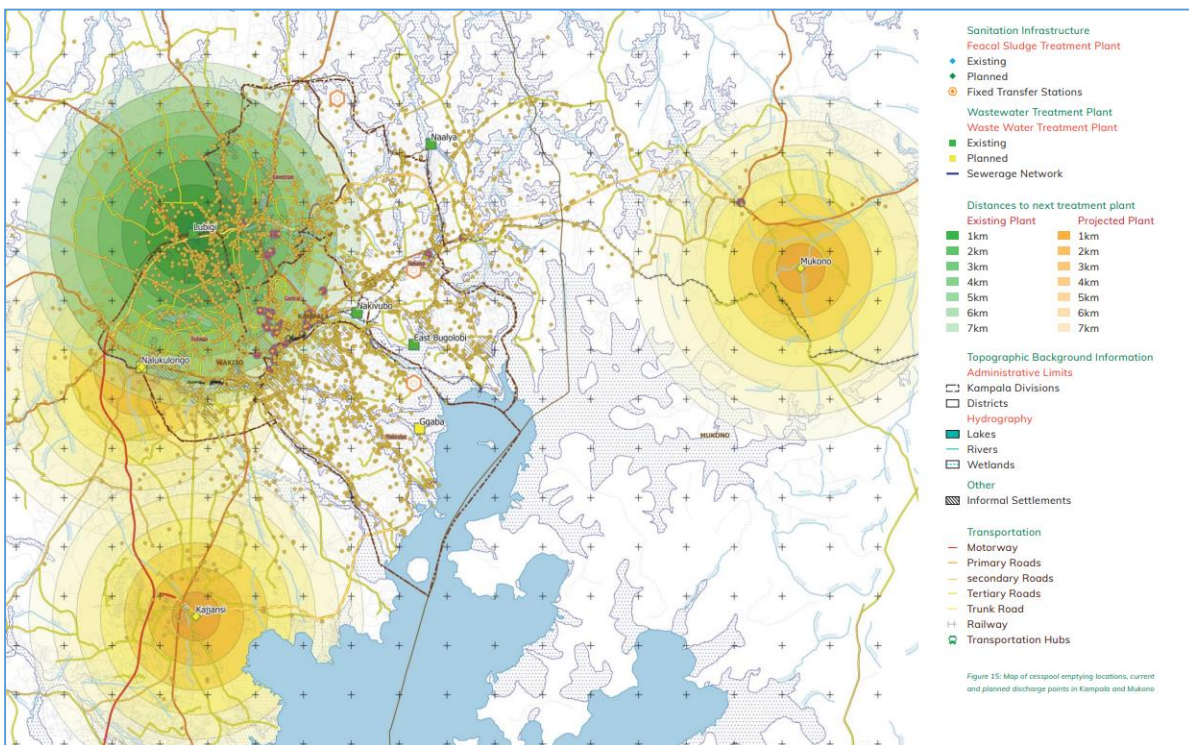 Naalya
Lubigi
Mukono
Nakivubo
KAMPALA
East Bugolobi
Nalukulongo
WAKISO
Ggaba
MUKONO
Kajjansi
Sanitation Infrastructure
Feacal Sludge Treatment Plant
Existing
Planned
Fixed Transfer Stations
Wastewater Treatment Plant
Waste Water Treatment Plant
Existing
Planned
Sewerage Network
Distances to next treatment plant
Existing Plant Projected Plant
1km 1km
2km 2km
3km 3km
4km 4km
5km 5km
6km 6km
7km 7km
Topographic Background Information
Administrative Limits
Kampala Divisions
Districts
Hydrography
Lakes
Rivers
Wetlands
Other
Informal Settlements
Transportation
Motorway
Primary Roads
secondary Roads
Tertiary Roads
Trunk Road
Railway
Transportation Hubs
Figure 15: Map of cesspool emptying locations, current
and planned discharge points in Kampala and Mukono